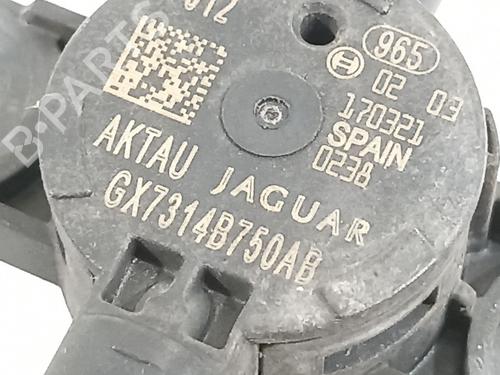 012
965
02 03
170321
SPAIN
0238
AKTAU JAGUAR
GX7314B750AB
B-PARTS